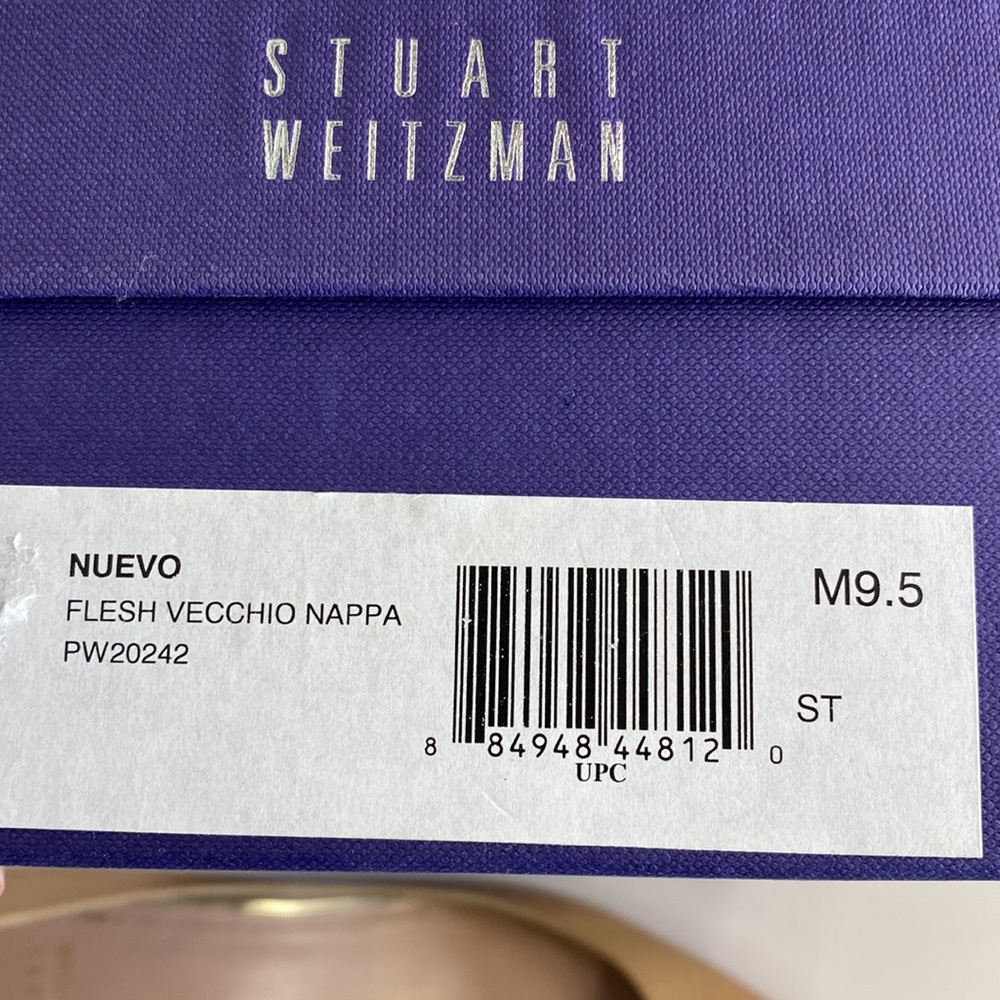 STUART
WEITZMAN
NUEVO
FLESH VECCHIO NAPPA
PW20242
M9.5
ST
8 84948 44812 0
UPC